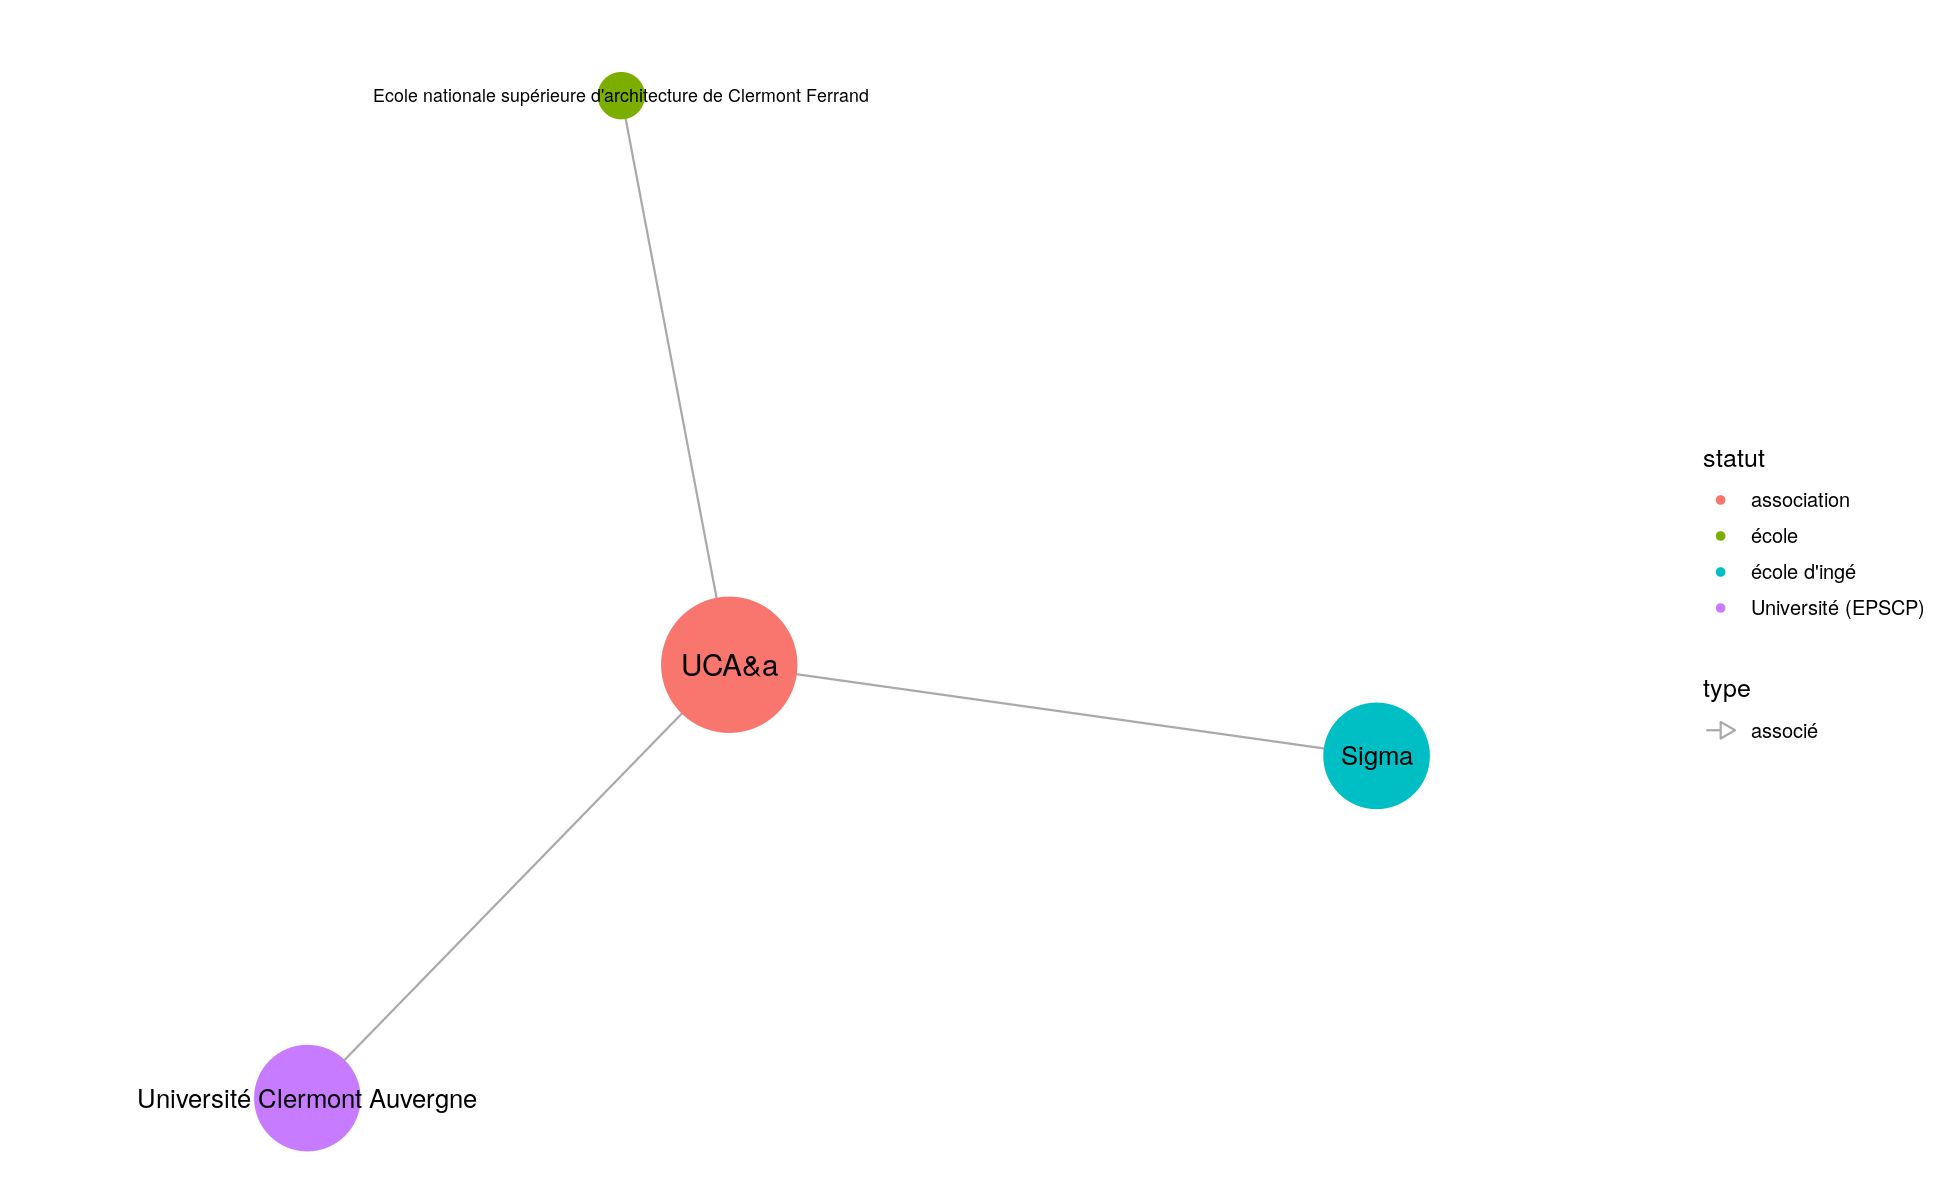 Ecole nationale supérieure d'architecture de Clermont Ferrand
UCA&a
Sigma
Université Clermont Auvergne
statut
association
école
école d'ingé
Université (EPSCP)
type
associé